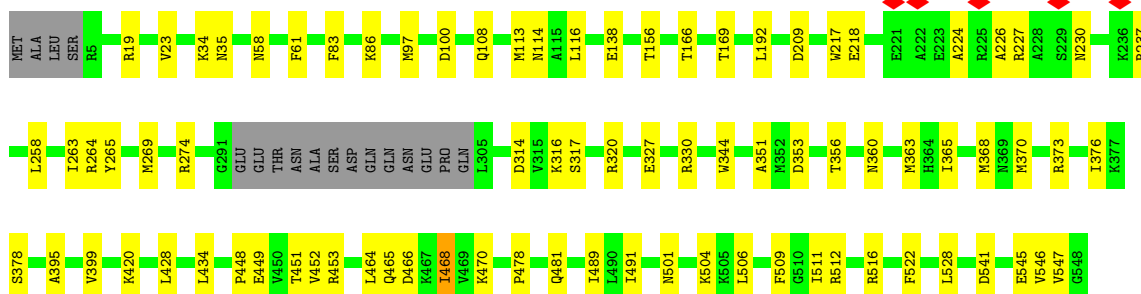 MET ALA LEU SER R5 R19 V23 K34 N35 N58 F61 F83 K86 M97 D100 Q108 M113 N114 A115 L116 E138 T156 T166 T169 L192 D209 W217 E218 E221 A222 E223 A224 R225 A226 R227 A228 S229 N230 K236
L258 I263 R264 Y265 M269 R274 G291 GLU GLU THR ASN ALA SER ASP GLN GLN ASN GLU PRO GLN L305 D314 V315 K316 S317 R320 E327 R330 W344 A351 M352 D353 T356 N360 M363 H364 I365 M368 N369 M370 R373 I376 K377
S378 A395 V399 K420 L428 L434 P448 E449 V450 T451 V452 R453 L464 Q465 D466 K467 I468 V469 K470 P478 Q481 I489 L490 I491 N501 K504 K505 L506 F509 G510 I511 R512 R516 F522 L528 D541 E545 V546 V547 G548